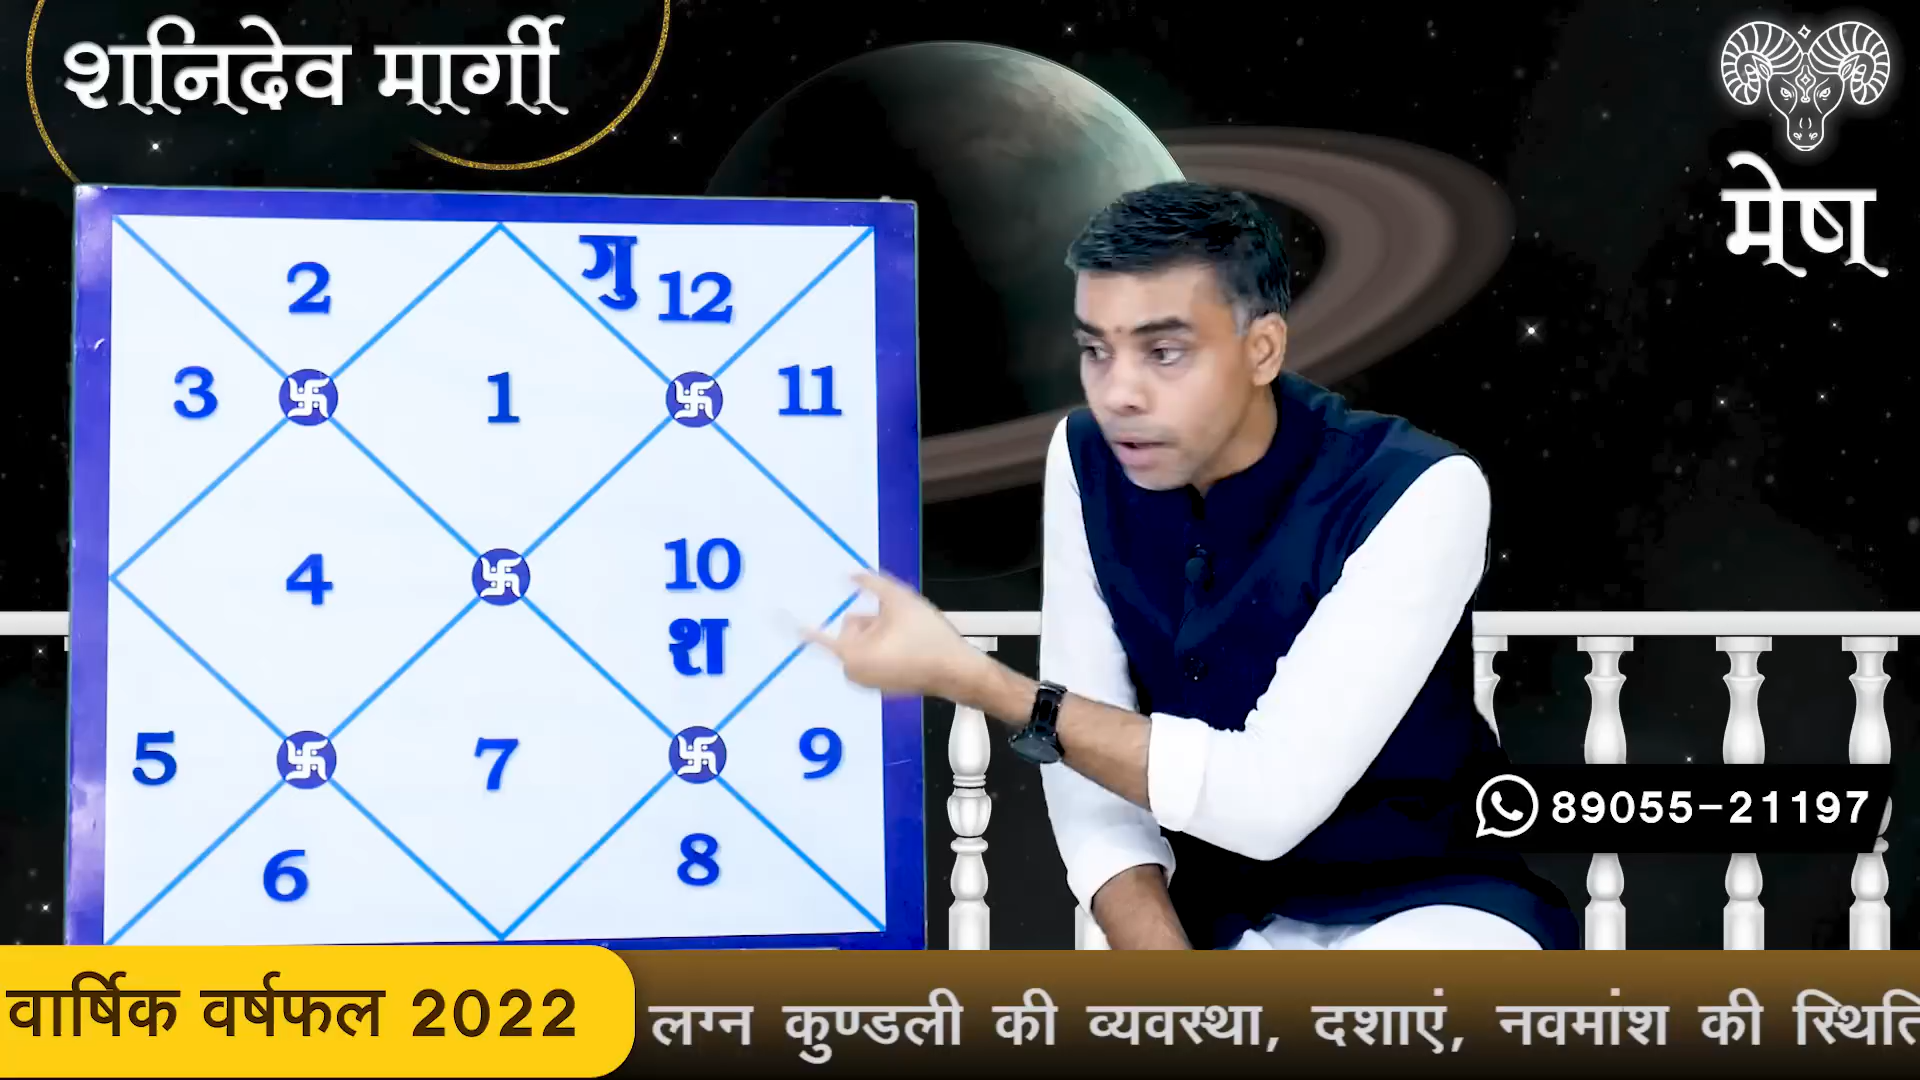 शनिदेव मार्गी
मेष
गु
2
12
3
1
11
4
10
श
5
7
9
6
8
89055-21197
वार्षिक वर्षफल 2022
लग्न कुण्डली की व्यवस्था, दशाएं, नवमांश की स्थिति